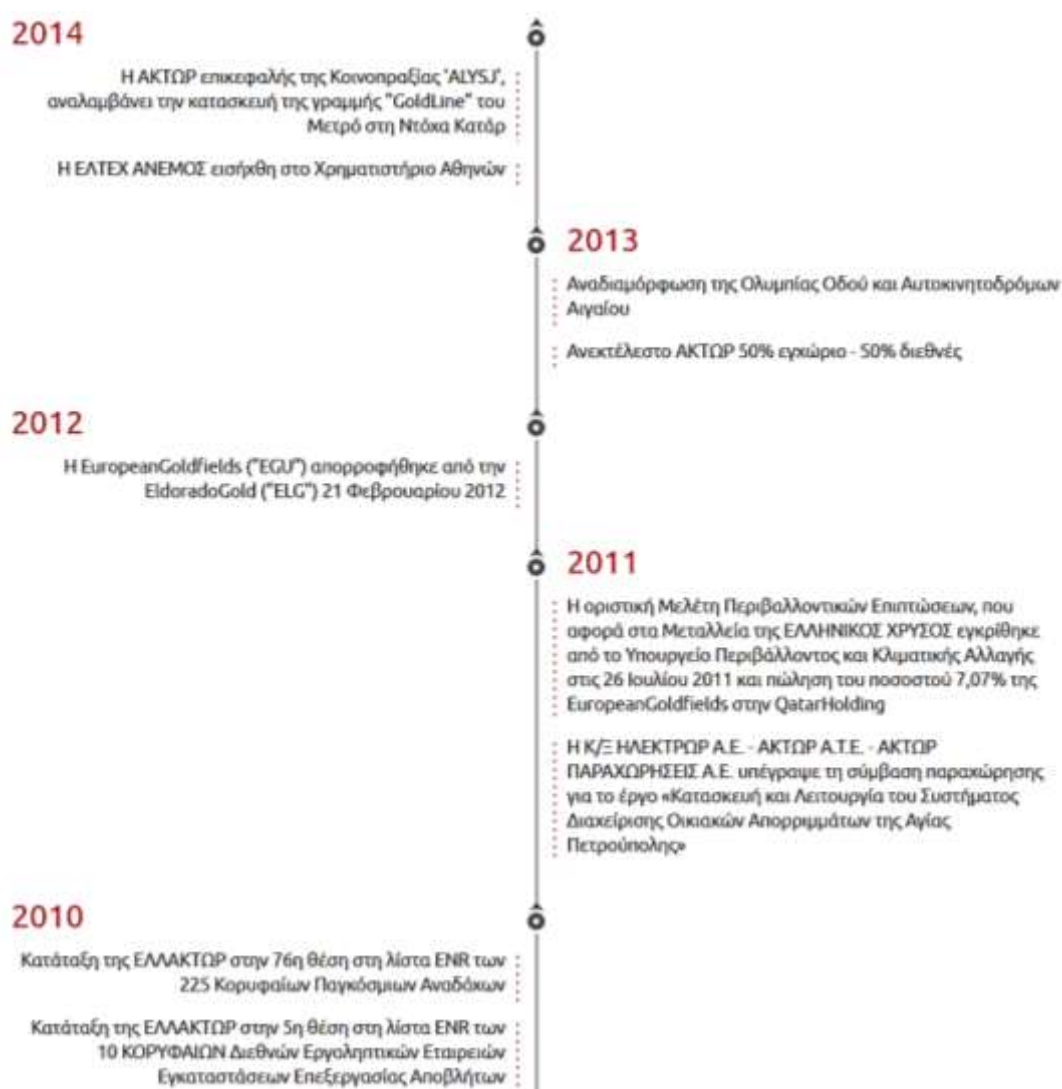 2014
Η ΑΚΤΩΡ επικεφαλής της Κοινοπραξίας 'ALYSJ',
αναλαμβάνει την κατασκευή της γραμμής "GoldLine" του
Μετρό στη Ντόχα Κατάρ
Η ΕΛΤΕΧ ΑΝΕΜΟΣ εισήχθη στο Χρηματιστήριο Αθηνών
2013
Αναδιαμόρφωση της Ολυμπίας Οδού και Αυτοκινητοδρόμων
Αιγαίου
Ανεκτέλεστο ΑΚΤΩΡ 50% εγχώριο - 50% διεθνές
2012
Η EuropeanGoldfields ("EGU") απορροφήθηκε από την
EldoradoGold ("ELG") 21 Φεβρουαρίου 2012
2011
Η οριστική Μελέτη Περιβαλλοντικών Επιπτώσεων, που
αφορά στα Μεταλλεία της ΕΛΛΗΝΙΚΟΣ ΧΡΥΣΟΣ εγκρίθηκε
από το Υπουργείο Περιβάλλοντος και Κλιματικής Αλλαγής
στις 26 Ιουλίου 2011 και πώληση του ποσοστού 7,07% της
EuropeanGoldfields στην QatarHolding
Η Κ/Ξ ΗΛΕΚΤΡΩΡ Α.Ε. - ΑΚΤΩΡ Α.Τ.Ε. - ΑΚΤΩΡ
ΠΑΡΑΧΩΡΗΣΕΙΣ Α.Ε. υπέγραψε τη σύμβαση παραχώρησης
για το έργο «Κατασκευή και Λειτουργία του Συστήματος
Διαχείρισης Οικιακών Απορριμμάτων της Αγίας
Πετρούπολης»
2010
Κατάταξη της ΕΛΛΑΚΤΩΡ στην 76η θέση στη λίστα ENR των
225 Κορυφαίων Παγκόσμιων Αναδόχων
Κατάταξη της ΕΛΛΑΚΤΩΡ στην 5η θέση στη λίστα ENR των
10 ΚΟΡΥΦΑΙΩΝ Διεθνών Εργοληπτικών Εταιρειών
Εγκαταστάσεων Επεξεργασίας Αποβλήτων